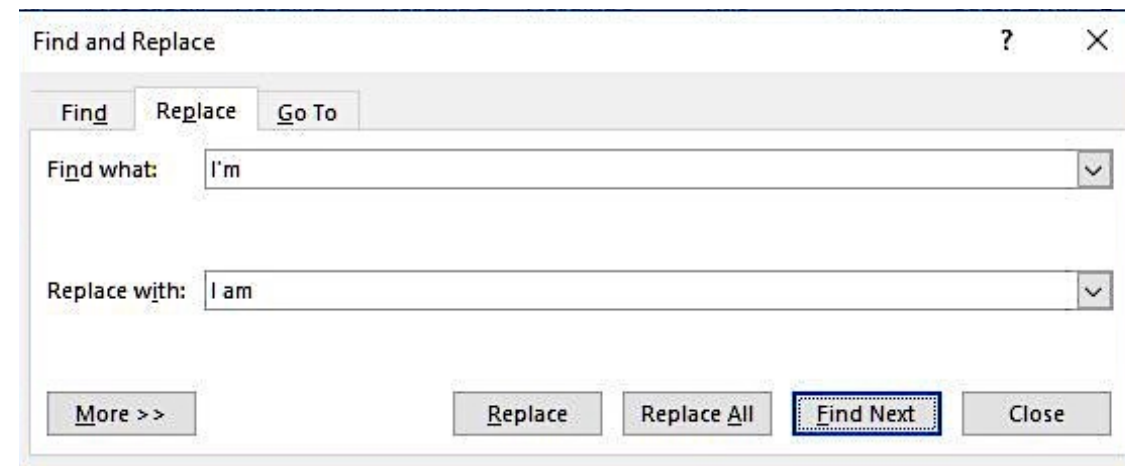 Find and Replace ?
Find Replace Go To
Find what: I'm
Replace with: I am
More >> Replace Replace All Find Next Close